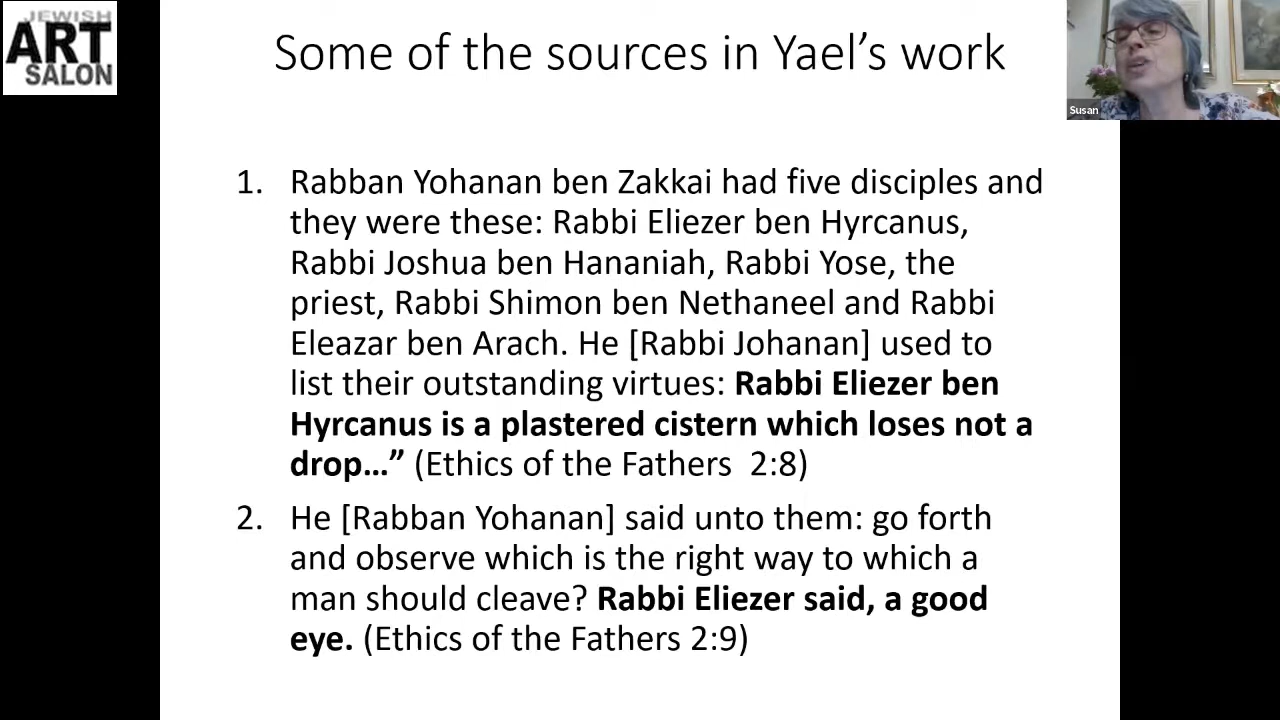 JEWISH
ART
SALON
Some of the sources in Yael’s work
Susan
1. Rabban Yohanan ben Zakkai had five disciples and
they were these: Rabbi Eliezer ben Hyrcanus,
Rabbi Joshua ben Hananiah, Rabbi Yose, the
priest, Rabbi Shimon ben Nethaneel and Rabbi
Eleazar ben Arach. He [Rabbi Johanan] used to
list their outstanding virtues: Rabbi Eliezer ben
Hyrcanus is a plastered cistern which loses not a
drop…” (Ethics of the Fathers 2:8)
2. He [Rabban Yohanan] said unto them: go forth
and observe which is the right way to which a
man should cleave? Rabbi Eliezer said, a good
eye. (Ethics of the Fathers 2:9)